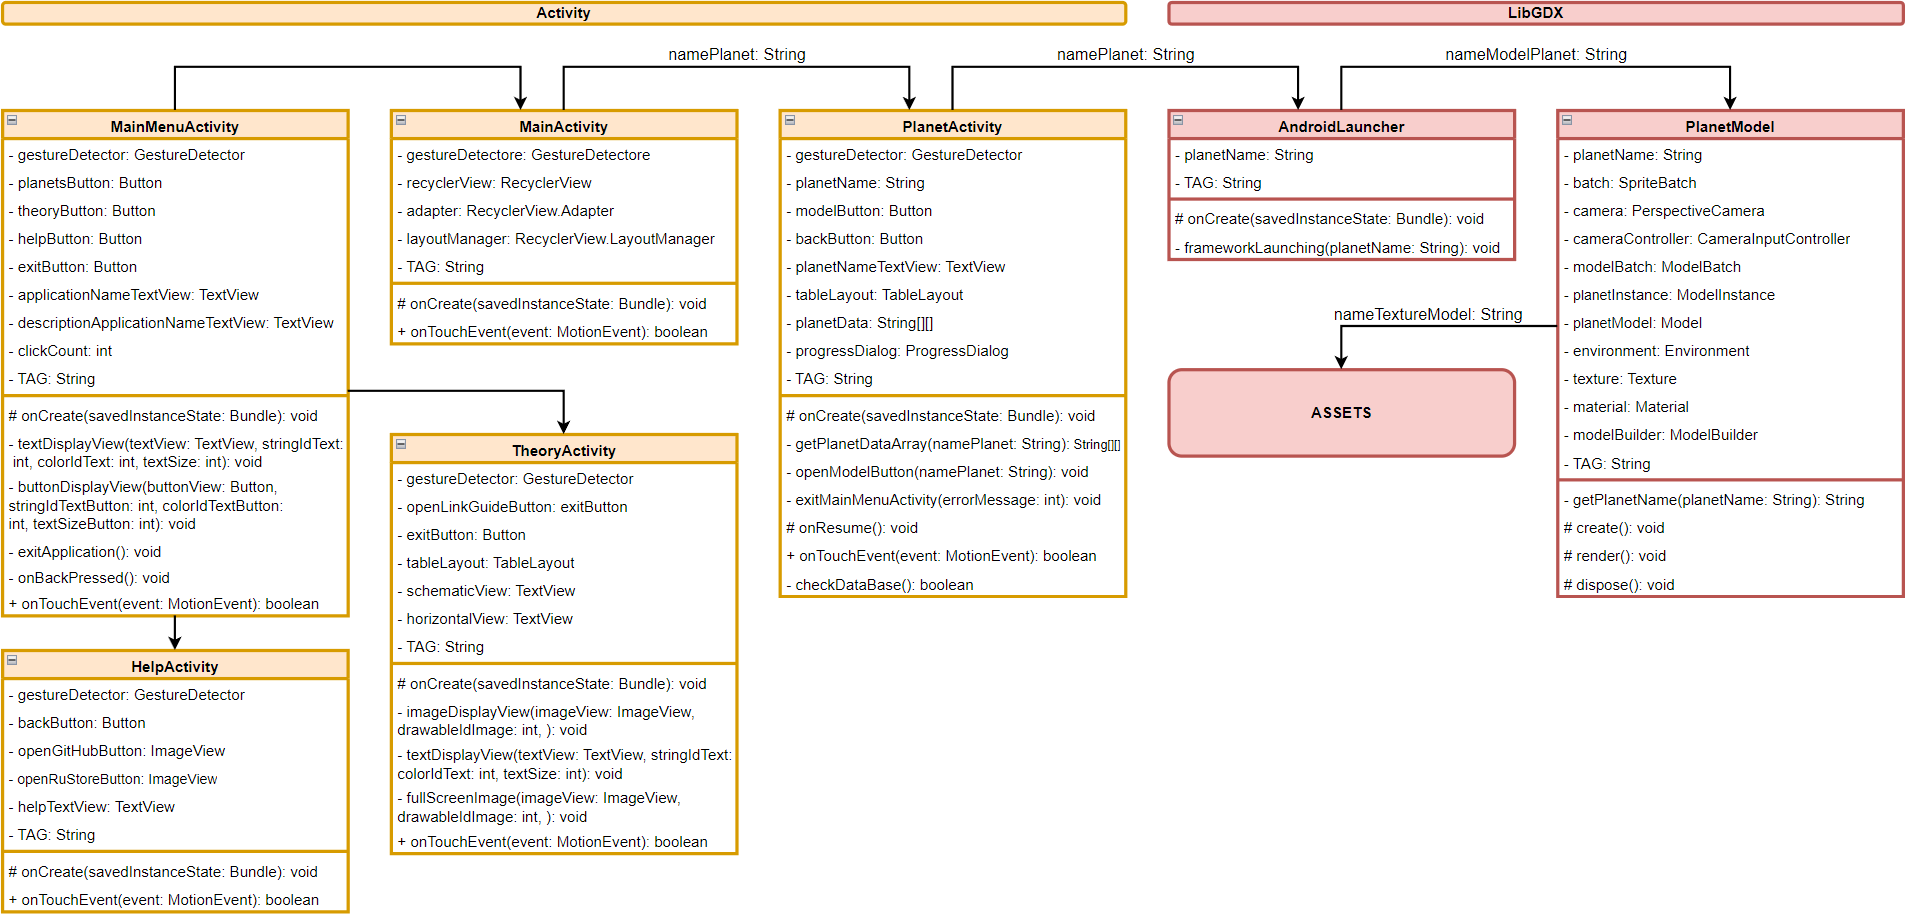 Activity
LibGDX
namePlanet: String
namePlanet: String
nameModelPlanet: String
MainMenuActivity
- gestureDetector: GestureDetector
- planetsButton: Button
- theoryButton: Button
- helpButton: Button
- exitButton: Button
- applicationNameTextView: TextView
- descriptionApplicationNameTextView: TextView
- clickCount: int
- TAG: String
# onCreate(savedInstanceState: Bundle): void
- textDisplayView(textView: TextView, stringIdText:
int, colorIdText: int, textSize: int): void
- buttonDisplayView(buttonView: Button,
stringIdTextButton: int, colorIdTextButton:
int, textSizeButton: int): void
- exitApplication(): void
- onBackPressed(): void
+ onTouchEvent(event: MotionEvent): boolean
HelpActivity
- gestureDetector: GestureDetector
- backButton: Button
- openGitHubButton: ImageView
- openRuStoreButton: ImageView
- helpTextView: TextView
- TAG: String
# onCreate(savedInstanceState: Bundle): void
+ onTouchEvent(event: MotionEvent): boolean
MainActivity
- gestureDetectore: GestureDetectore
- recyclerView: RecyclerView
- adapter: RecyclerView.Adapter
- layoutManager: RecyclerView.LayoutManager
- TAG: String
# onCreate(savedInstanceState: Bundle): void
+ onTouchEvent(event: MotionEvent): boolean
TheoryActivity
- gestureDetector: GestureDetector
- openLinkGuideButton: exitButton
- exitButton: Button
- tableLayout: TableLayout
- schematicView: TextView
- horizontalView: TextView
- TAG: String
# onCreate(savedInstanceState: Bundle): void
- imageDisplayView(imageView: ImageView,
drawableIdImage: int, ): void
- textDisplayView(textView: TextView, stringIdText:
colorIdText: int, textSize: int): void
- fullScreenImage(imageView: ImageView,
drawableIdImage: int, ): void
+ onTouchEvent(event: MotionEvent): boolean
PlanetActivity
- gestureDetector: GestureDetector
- planetName: String
- modelButton: Button
- backButton: Button
- planetNameTextView: TextView
- tableLayout: TableLayout
- planetData: String[][]
- progressDialog: ProgressDialog
- TAG: String
# onCreate(savedInstanceState: Bundle): void
- getPlanetDataArray(namePlanet: String): String[][]
- openModelButton(namePlanet: String): void
- exitMainMenuActivity(errorMessage: int): void
# onResume(): void
+ onTouchEvent(event: MotionEvent): boolean
- checkDataBase(): boolean
AndroidLauncher
- planetName: String
- TAG: String
# onCreate(savedInstanceState: Bundle): void
- frameworkLaunching(planetName: String): void
nameTextureModel: String
ASSETS
PlanetModel
- planetName: String
- batch: SpriteBatch
- camera: PerspectiveCamera
- cameraController: CameraInputController
- modelBatch: ModelBatch
- planetInstance: ModelInstance
- planetModel: Model
- environment: Environment
- texture: Texture
- material: Material
- modelBuilder: ModelBuilder
- TAG: String
- getPlanetName(planetName: String): String
# create(): void
# render(): void
# dispose(): void